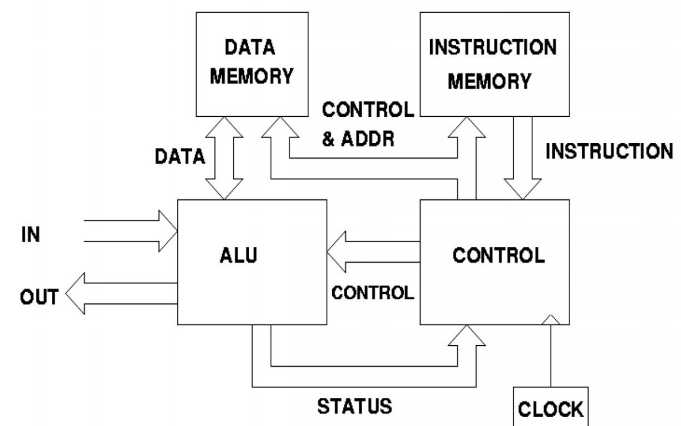 DATA
MEMORY
INSTRUCTION
MEMORY
CONTROL
& ADDR
DATA
INSTRUCTION
IN
ALU
CONTROL
OUT
CONTROL
STATUS
CLOCK